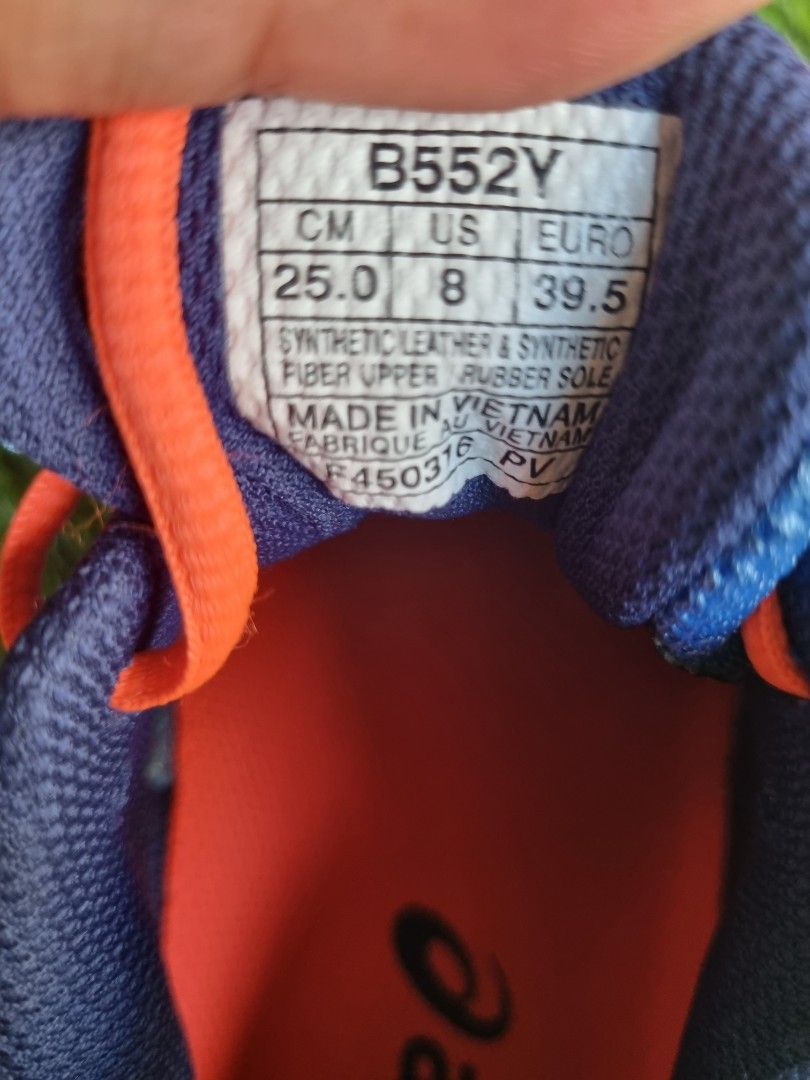 B552Y
CM US EURO
25.0 8 39.5
SYNTHETIC LEATHER & SYNTHETIC
FIBER UPPER RUBBER SOLE
MADE IN VIETNAM
FABRIQUE AU VIETNAM
F450316 PV
a